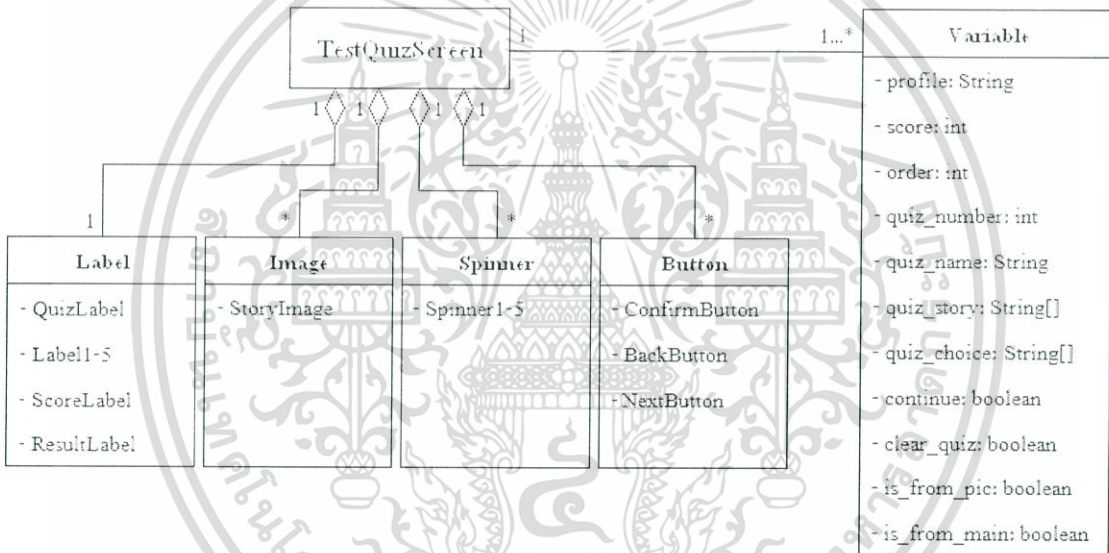 TestQuizScreen
1
1...*
1
1
1
1
1
*
*
*
Label
- QuizLabel
- Label1-5
- ScoreLabel
- ResultLabel
Image
- StoryImage
Spinner
- Spinner1-5
Button
- ConfirmButton
- BackButton
- NextButton
Variable
- profile: String
- score: int
- order: int
- quiz_number: int
- quiz_name: String
- quiz_story: String[]
- quiz_choice: String[]
- continue: boolean
- clear_quiz: boolean
- is_from_pic: boolean
- is_from_main: boolean